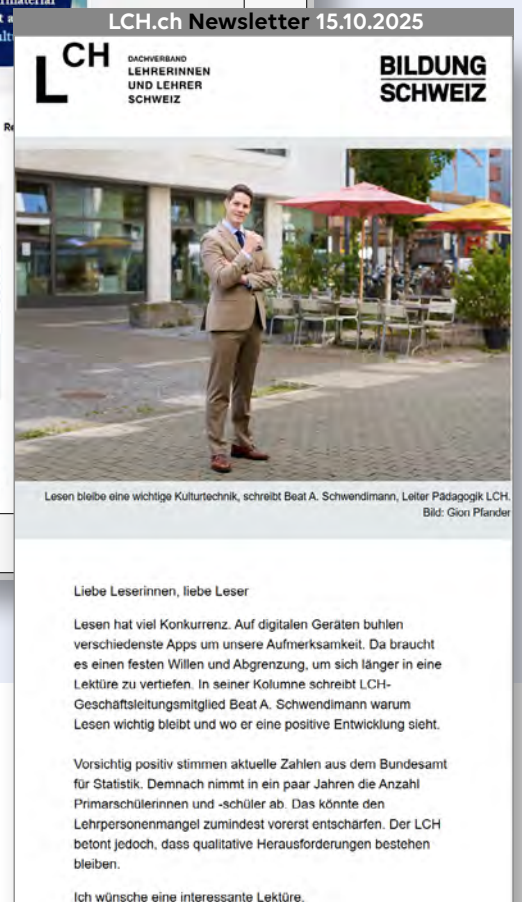 LCH.ch Newsletter 15.10.2025
LCH
DACHVERBAND
LEHRERINNEN
UND LEHRER
SCHWEIZ
BILDUNG
SCHWEIZ
Lesen bleibe eine wichtige Kulturtechnik, schreibt Beat A. Schwendimann, Leiter Pädagogik LCH.
Bild: Gion Pfander
Liebe Leserinnen, liebe Leser
Lesen hat viel Konkurrenz. Auf digitalen Geräten buhlen
verschiedenste Apps um unsere Aufmerksamkeit. Da braucht
es einen festen Willen und Abgrenzung, um sich länger in eine
Lektüre zu vertiefen. In seiner Kolumne schreibt LCH-
Geschäftsleitungsmitglied Beat A. Schwendimann warum
Lesen wichtig bleibt und wo er eine positive Entwicklung sieht.
Vorsichtig positiv stimmen aktuelle Zahlen aus dem Bundesamt
für Statistik. Demnach nimmt in ein paar Jahren die Anzahl
Primarschülerinnen und -schüler ab. Das könnte den
Lehrpersonenmangel zumindest vorerst entschärfen. Der LCH
betont jedoch, dass qualitative Herausforderungen bestehen
bleiben.
Ich wünsche eine interessante Lektüre.